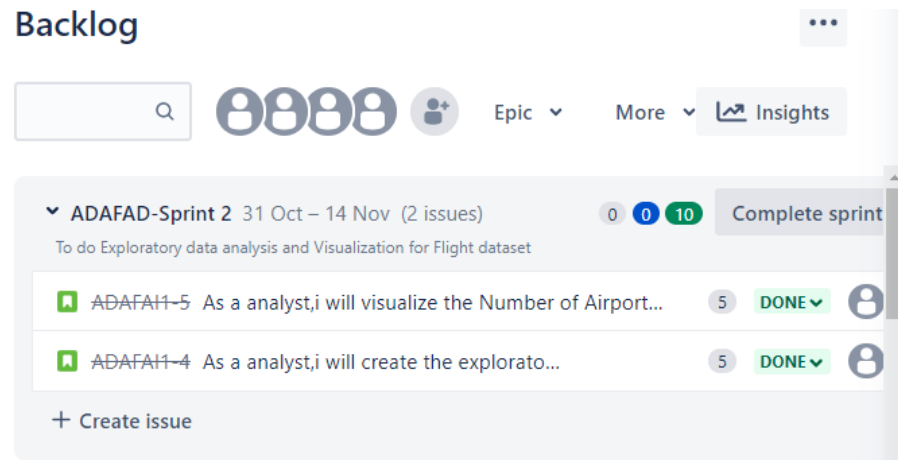 Backlog
Epic More Insights
ADAFAD-Sprint 2 31 Oct – 14 Nov (2 issues) 0 0 10 Complete sprint
To do Exploratory data analysis and Visualization for Flight dataset
ADAFAI1-5 As a analyst,i will visualize the Number of Airport... 5 DONE
ADAFAI1-4 As a analyst,i will create the explorato... 5 DONE
+ Create issue